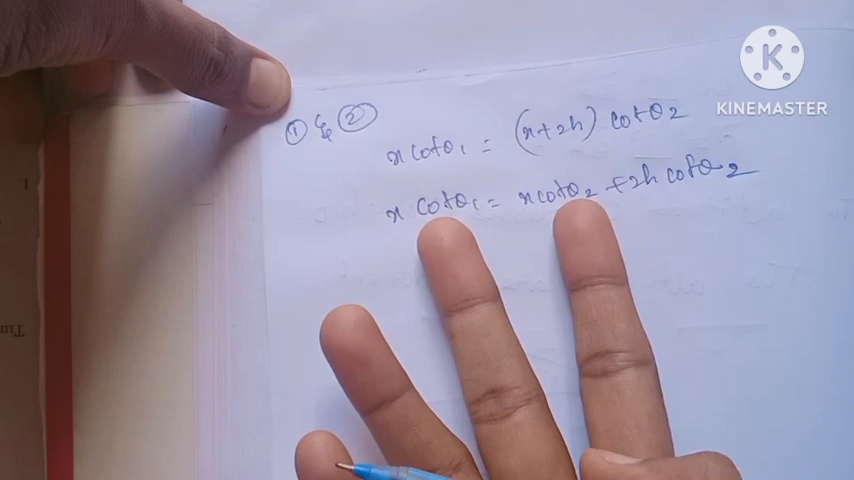 KINEMASTER
① & ②
x cotθ₁ = (x+2h) cotθ₂
x cotθ₁ = x cotθ₂ + 2h cotθ₂